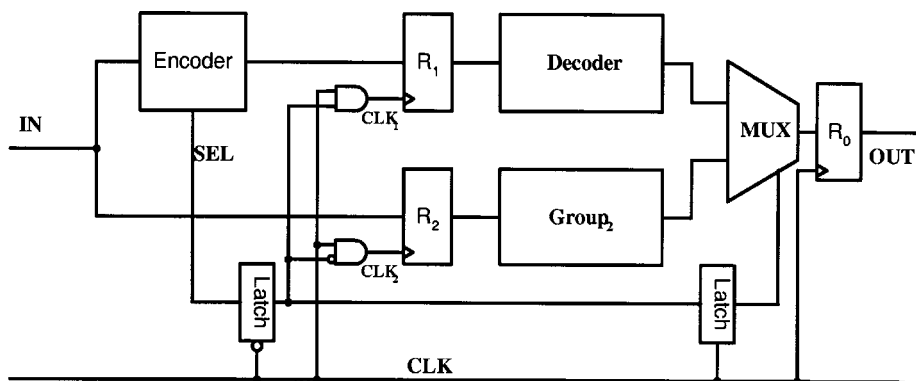 Encoder
R1
Decoder
CLK1
MUX
R0
IN
SEL
OUT
R2
Group2
CLK2
Latch
Latch
CLK